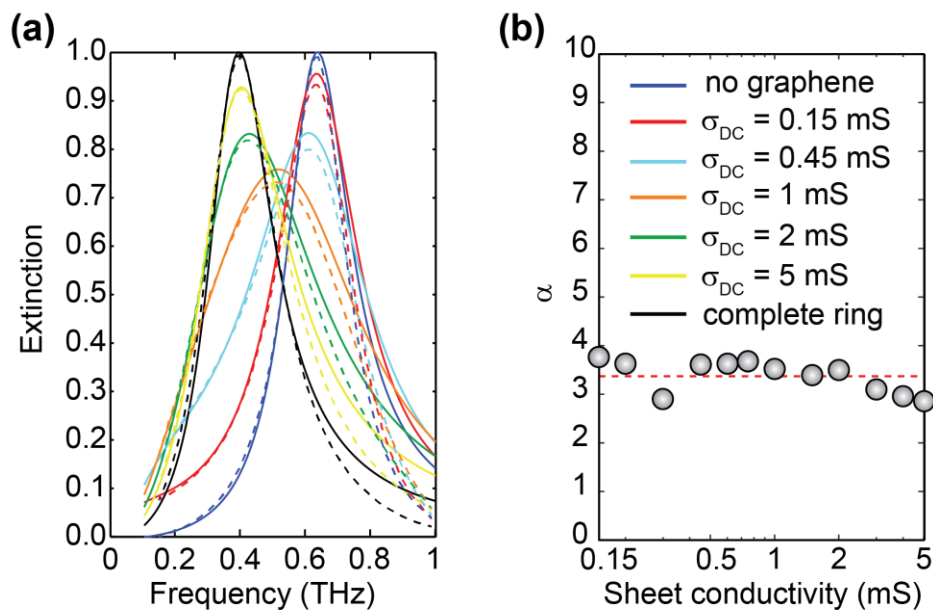 (a)
Extinction
1.0
0.9
0.8
0.7
0.6
0.5
0.4
0.3
0.2
0.1
0.0
0 0.2 0.4 0.6 0.8 1
Frequency (THz)
(b)
α
10
9
8
7
6
5
4
3
2
1
0
no graphene
σDC = 0.15 mS
σDC = 0.45 mS
σDC = 1 mS
σDC = 2 mS
σDC = 5 mS
complete ring
0.1 0.15 0.5 1 2 5
Sheet conductivity (mS)